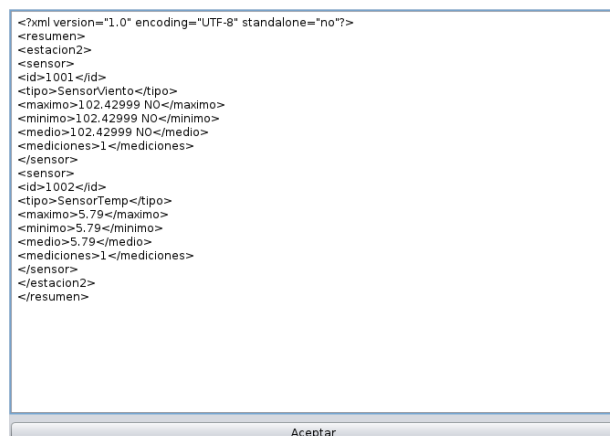 <?xml version="1.0" encoding="UTF-8" standalone="no"?>
<resumen>
<estacion2>
<sensor>
<id>1001</id>
<tipo>SensorViento</tipo>
<maximo>102.42999 NO</maximo>
<minimo>102.42999 NO</minimo>
<medio>102.42999 NO</medio>
<mediciones>1</mediciones>
</sensor>
<sensor>
<id>1002</id>
<tipo>SensorTemp</tipo>
<maximo>5.79</maximo>
<minimo>5.79</minimo>
<medio>5.79</medio>
<mediciones>1</mediciones>
</sensor>
</estacion2>
</resumen>
Aceptar